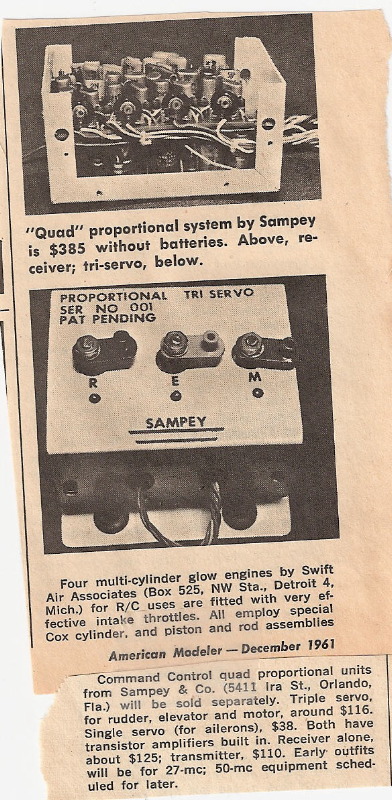 "Quad" proportional system by Sampey
is $385 without batteries. Above, re-
ceiver; tri-servo, below.
PROPORTIONAL TRI SERVO
SER NO 001
PAT PENDING
R E M
SAMPEY
Four multi-cylinder glow engines by Swift
Air Associates (Box 525, NW Sta., Detroit 4,
Mich.) for R/C uses are fitted with very ef-
fective intake throttles. All employ special
Cox cylinder, and piston and rod assemblies
American Modeler — December 1961
Command Control quad proportional units
from Sampey & Co. (5411 Ira St., Orlando,
Fla.) will be sold separately. Triple servo,
for rudder, elevator and motor, around $116.
Single servo (for ailerons), $38. Both have
transistor amplifiers built in. Receiver alone,
about $125; transmitter, $110. Early outfits
will be for 27-mc; 50-mc equipment sched-
uled for later.